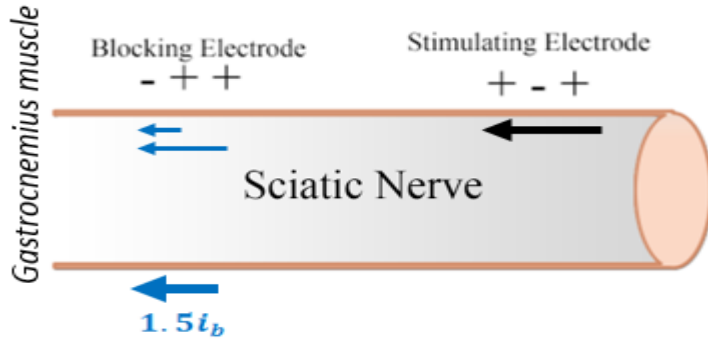 Gastrocnemius muscle
Blocking Electrode
- + +
Stimulating Electrode
+ - +
Sciatic Nerve
1.5i_b